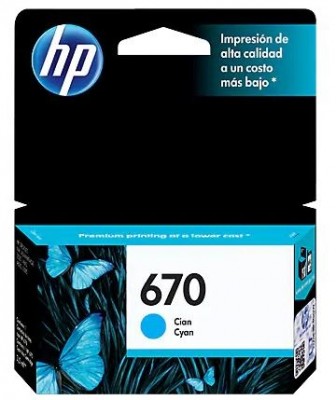 hp
Impresión de
alta calidad
a un costo
más bajo *
Premium printing at a lower cost *
670
Cian
Cyan